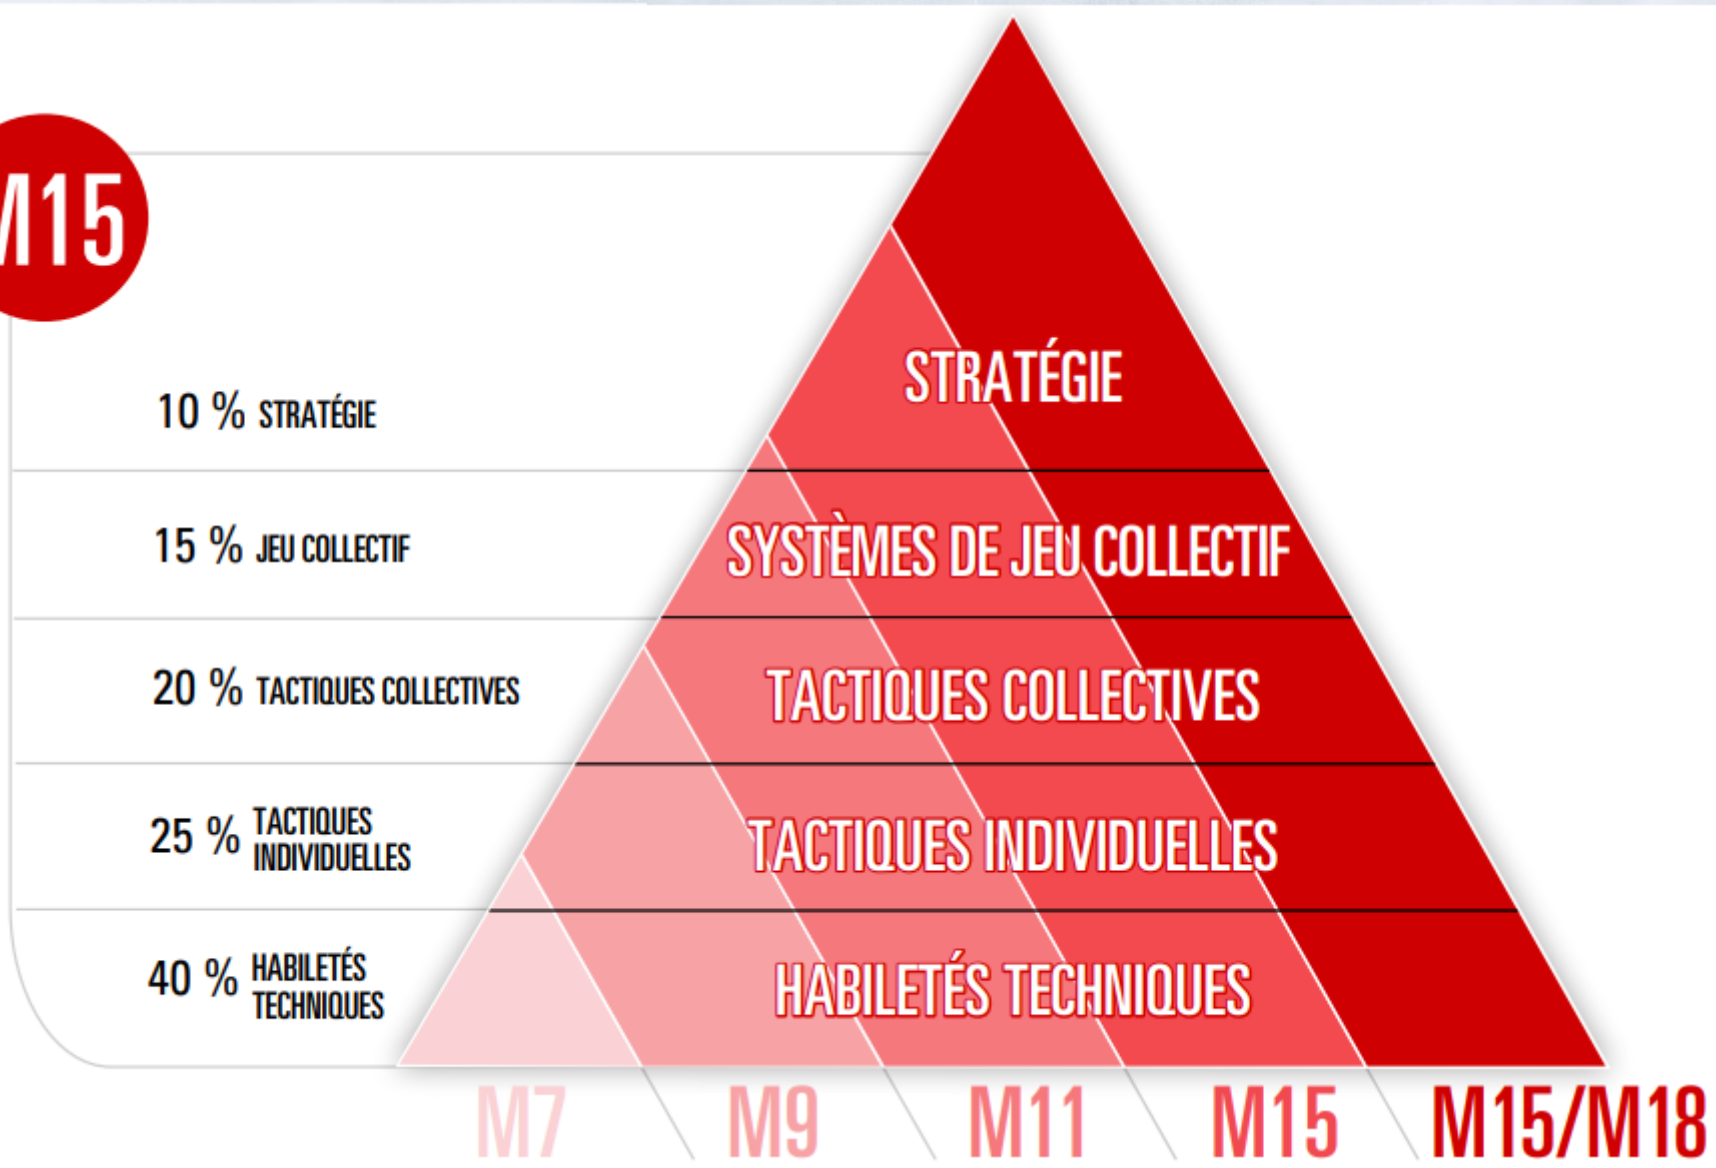 M15
STRATÉGIE
10 % STRATÉGIE
SYSTÈMES DE JEU COLLECTIF
15 % JEU COLLECTIF
TACTIQUES COLLECTIVES
20 % TACTIQUES COLLECTIVES
25 % TACTIQUES
INDIVIDUELLES
TACTIQUES INDIVIDUELLES
40 % HABILETÉS
TECHNIQUES
HABILETÉS TECHNIQUES
M7 M9 M11 M15 M15/M18